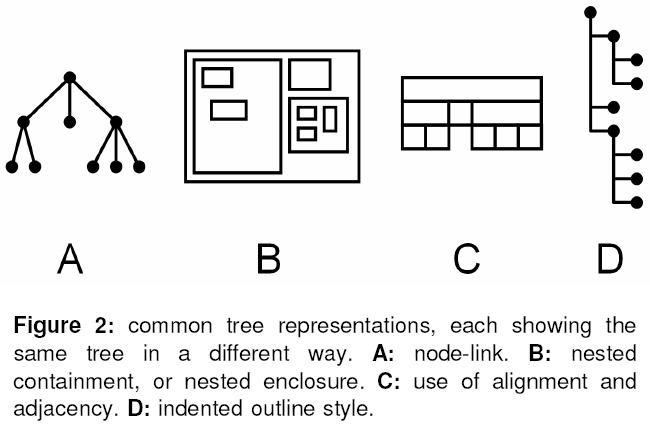 A B C D
Figure 2: common tree representations, each showing the
same tree in a different way. A: node-link. B: nested
containment, or nested enclosure. C: use of alignment and
adjacency. D: indented outline style.